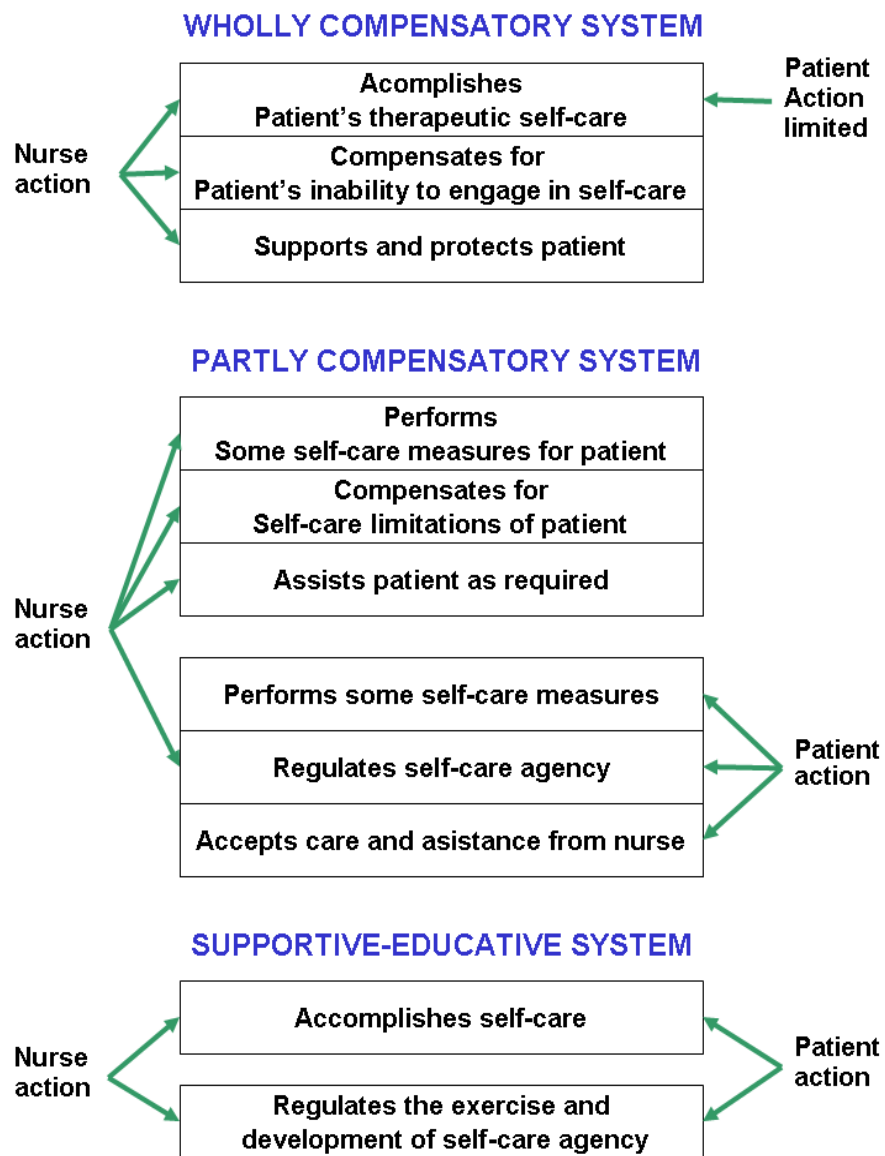 WHOLLY COMPENSATORY SYSTEM
Acomplishes
Patient's therapeutic self-care
Patient
Action
limited
Nurse
action
Compensates for
Patient's inability to engage in self-care
Supports and protects patient
PARTLY COMPENSATORY SYSTEM
Performs
Some self-care measures for patient
Compensates for
Self-care limitations of patient
Assists patient as required
Nurse
action
Performs some self-care measures
Regulates self-care agency
Accepts care and asistance from nurse
Patient
action
SUPPORTIVE-EDUCATIVE SYSTEM
Accomplishes self-care
Nurse
action
Patient
action
Regulates the exercise and
development of self-care agency